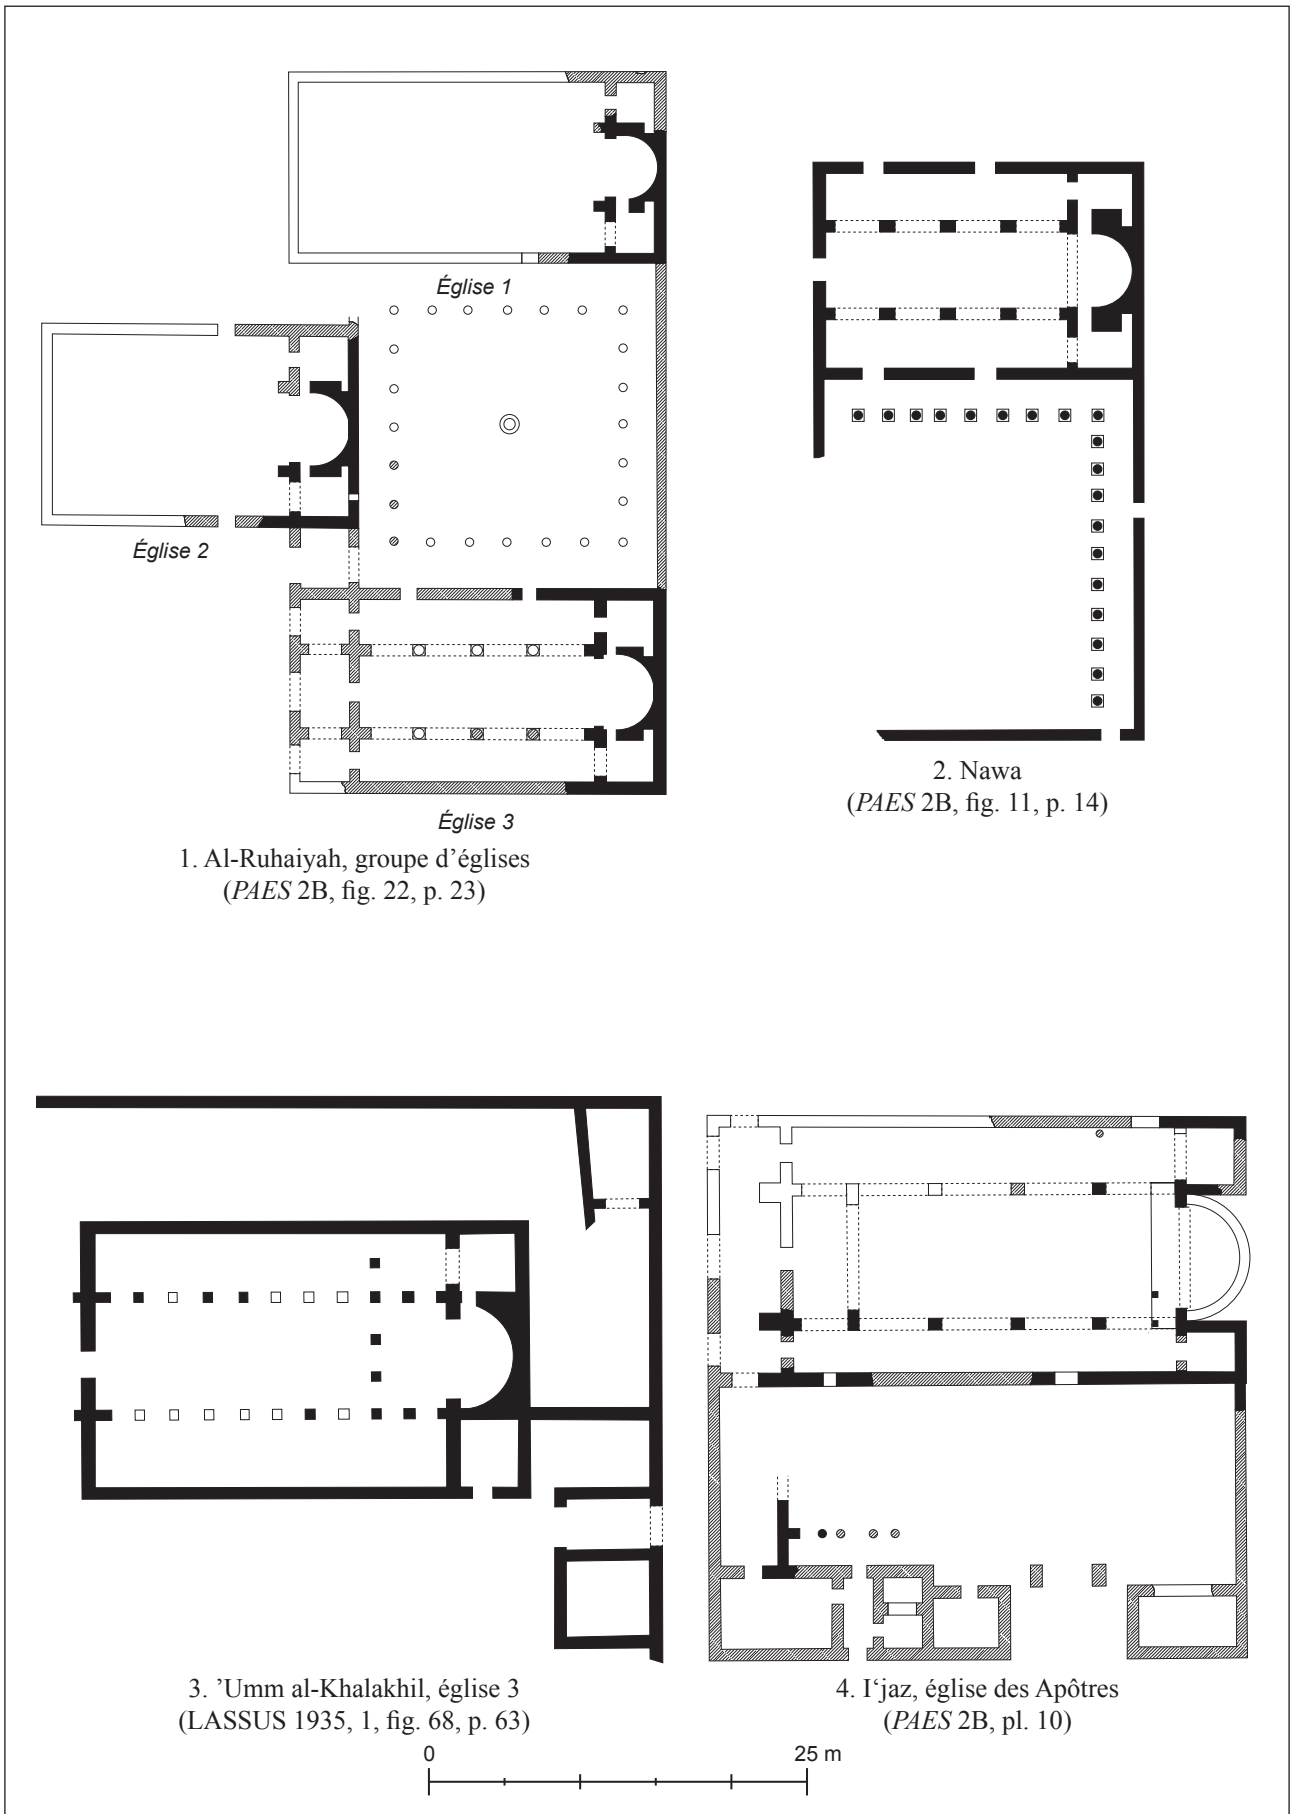 Église 1
Église 2
Église 3
1. Al-Ruhaiyah, groupe d’églises
(PAES 2B, fig. 22, p. 23)
2. Nawa
(PAES 2B, fig. 11, p. 14)
3. ’Umm al-Khalakhil, église 3
(LASSUS 1935, 1, fig. 68, p. 63)
4. I‘jaz, église des Apôtres
(PAES 2B, pl. 10)
0 25 m